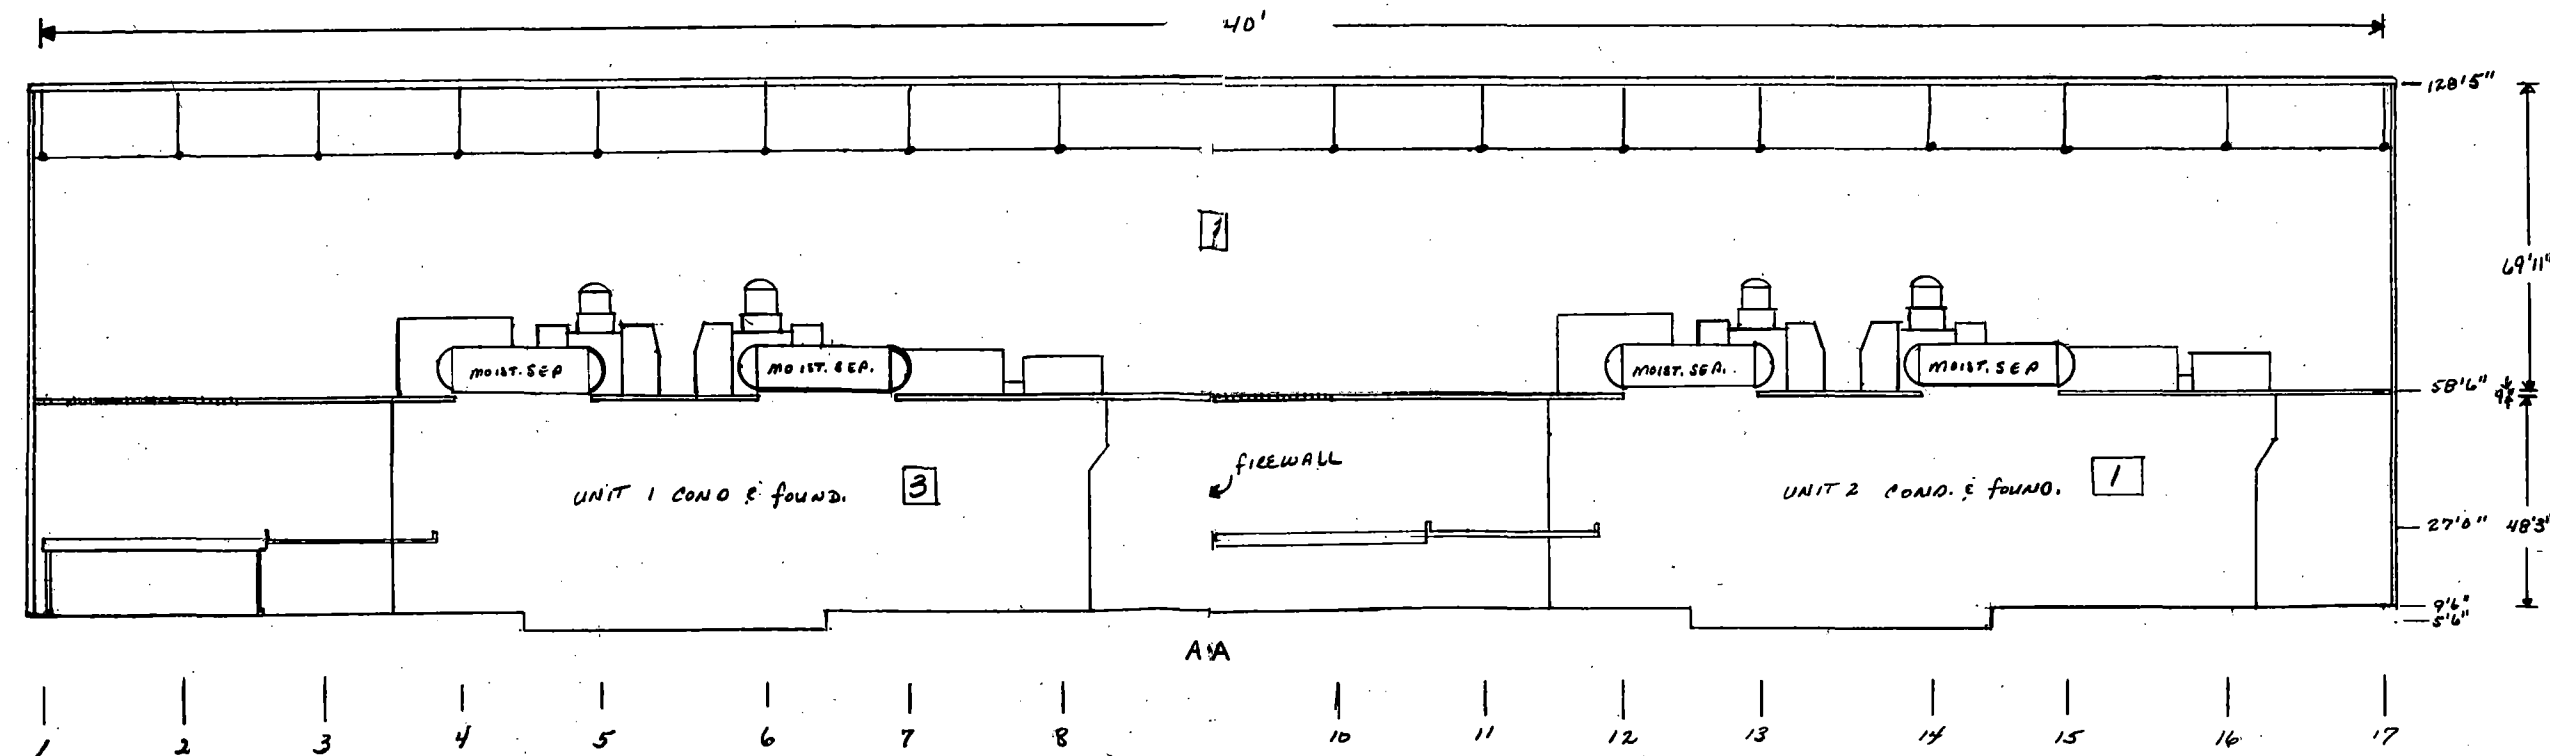 40'
128'5"
1
69'11"
MOIST. SEP
MOIST. SEP.
MOIST. SEP.
MOIST. SEP
58'6"
FIREWALL
UNIT 1 COND & FOUND.
3
UNIT 2 COND. & FOUND.
1
27'0"
48'3"
9'6"
5'6"
AA
1 2 3 4 5 6 7 8 10 11 12 13 14 15 16 17